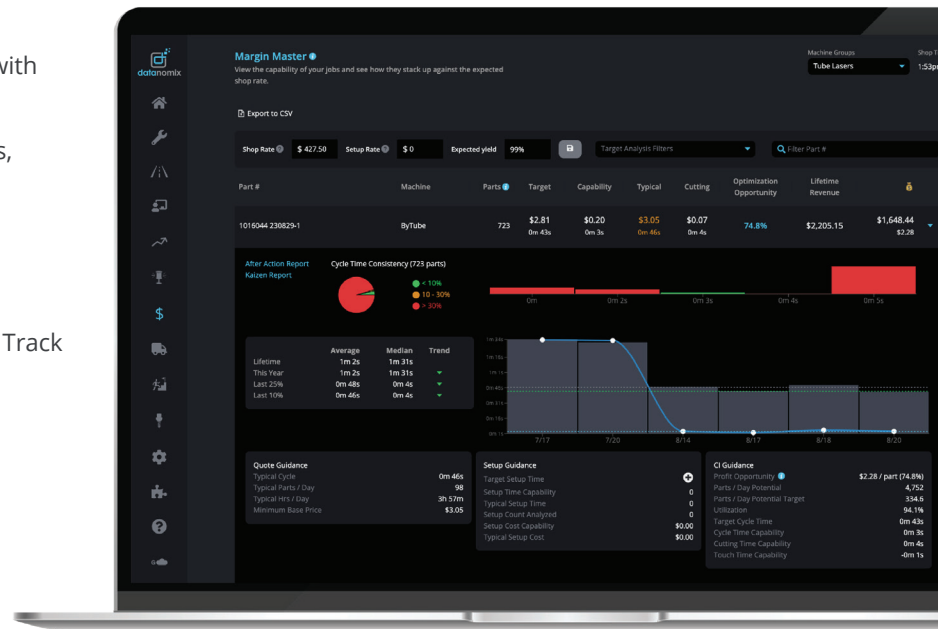 with
s,
Track
datanomix
Margin Master
View the capability of your jobs and see how they stack up against the expected
shop rate.
Machine Groups
Shop T
Tube Lasers
1:53p
Export to CSV
Shop Rate $ 427.50 Setup Rate $ 0 Expected yield 99% Target Analysis Filters Filter Part #
Part # Machine Parts Target Capability Typical Cutting Optimization Opportunity Lifetime Revenue
1016044 230829-1 ByTube 723 $2.81 $0.20 $3.05 $0.07 74.8% $2,205.15 $1,648.44
0m 43s 0m 3s 0m 46s 0m 4s $2.28
After Action Report
Kaizen Report
Cycle Time Consistency (723 parts)
< 10%
10 - 30%
> 30%
0m 0m 2s 0m 3s 0m 4s 0m 5s
Average Median Trend
Lifetime 1m 2s 1m 31s
This Year 1m 2s 1m 31s
Last 25% 0m 48s 0m 4s
Last 10% 0m 46s 0m 4s
7/17 7/20 8/14 8/17 8/18 8/20
Quote Guidance
Typical Cycle 0m 46s
Typical Parts / Day 98
Typical Hrs / Day 3h 57m
Minimum Base Price $3.05
Setup Guidance
Target Setup Time
Setup Time Capability 0
Typical Setup Time 0
Setup Count Analyzed 0
Setup Cost Capability $0.00
Typical Setup Cost $0.00
CI Guidance
Profit Opportunity $2.28 / part (74.8%)
Parts / Day Potential 4,752
Parts / Day Potential Target 334.6
Utilization 94.1%
Target Cycle Time 0m 43s
Cycle Time Capability 0m 3s
Cutting Time Capability 0m 4s
Touch Time Capability -0m 1s